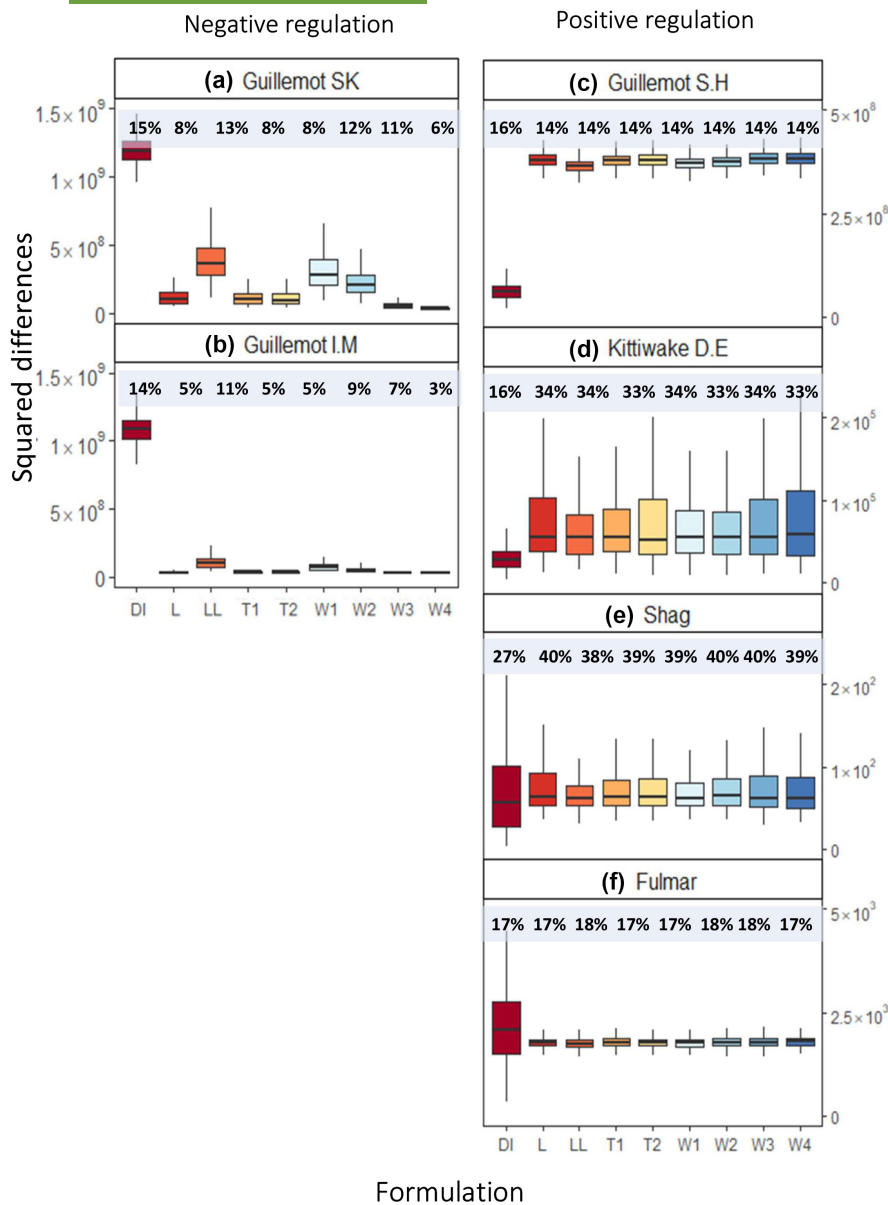 Negative regulation
Positive regulation
(a) Guillemot SK
1.5 × 10⁹
1 × 10⁹
5 × 10⁸
0
15% 8% 13% 8% 8% 12% 11% 6%
(b) Guillemot I.M
1.5 × 10⁹
1 × 10⁹
5 × 10⁸
0
14% 5% 11% 5% 5% 9% 7% 3%
DI L LL T1 T2 W1 W2 W3 W4
(c) Guillemot S.H
16% 14% 14% 14% 14% 14% 14% 14%
5 × 10⁸
2.5 × 10⁸
0
(d) Kittiwake D.E
16% 34% 34% 33% 34% 33% 34% 33%
2 × 10⁵
1 × 10⁵
0
(e) Shag
27% 40% 38% 39% 39% 40% 40% 39%
2 × 10²
1 × 10²
0
(f) Fulmar
17% 17% 18% 17% 17% 18% 18% 17%
5 × 10³
2.5 × 10³
0
DI L LL T1 T2 W1 W2 W3 W4
Squared differences
Formulation